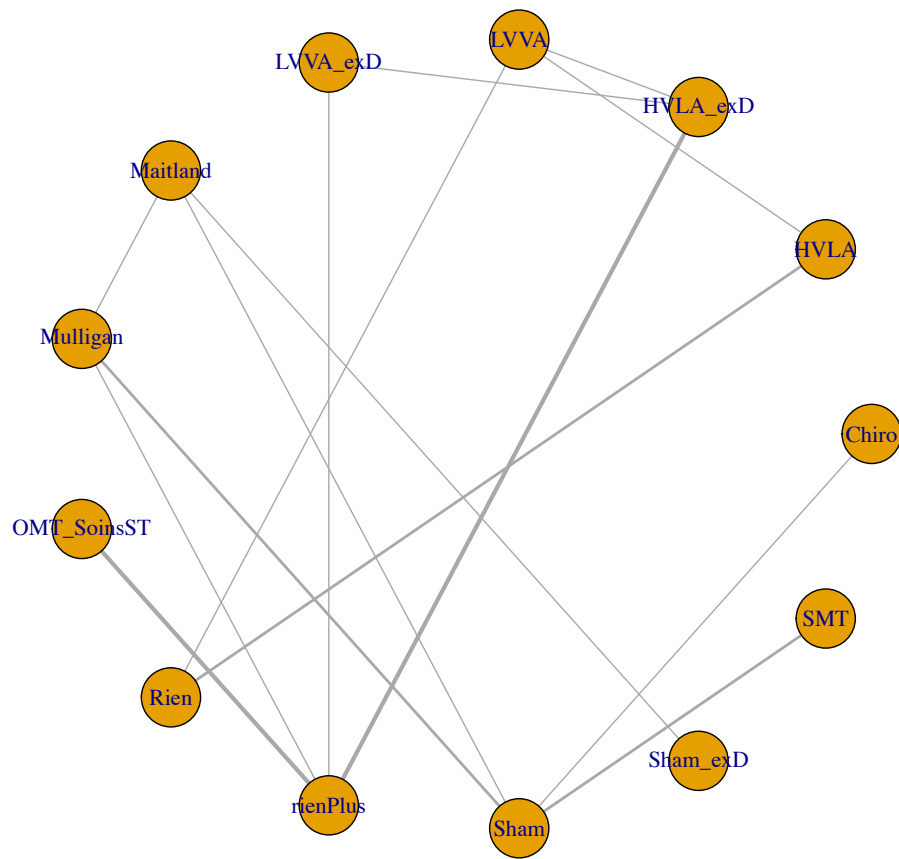 LVVA
LVVA_exD
HVLA_exD
Maitland
HVLA
Mulligan
Chiro
OMT_SoinsST
SMT
Rien
Sham_exD
rienPlus
Sham